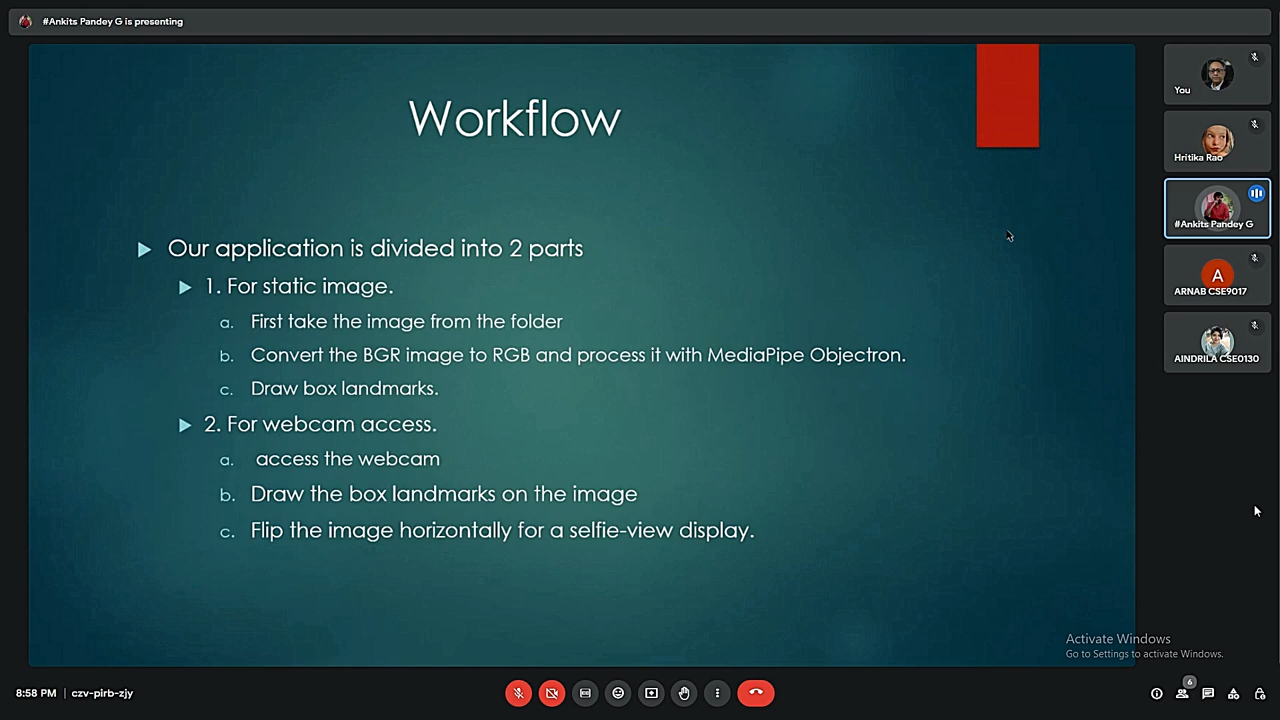 #Ankits Pandey G is presenting
Workflow
Our application is divided into 2 parts
1. For static image.
a. First take the image from the folder
b. Convert the BGR image to RGB and process it with MediaPipe Objectron.
c. Draw box landmarks.
2. For webcam access.
a. access the webcam
b. Draw the box landmarks on the image
c. Flip the image horizontally for a selfie-view display.
You
Hritika Rao
#Ankits Pandey G
A
ARNAB CSE9017
AINDRILA CSE0130
Activate Windows
Go to Settings to activate Windows.
8:58 PM | czv-pirb-zjy
6